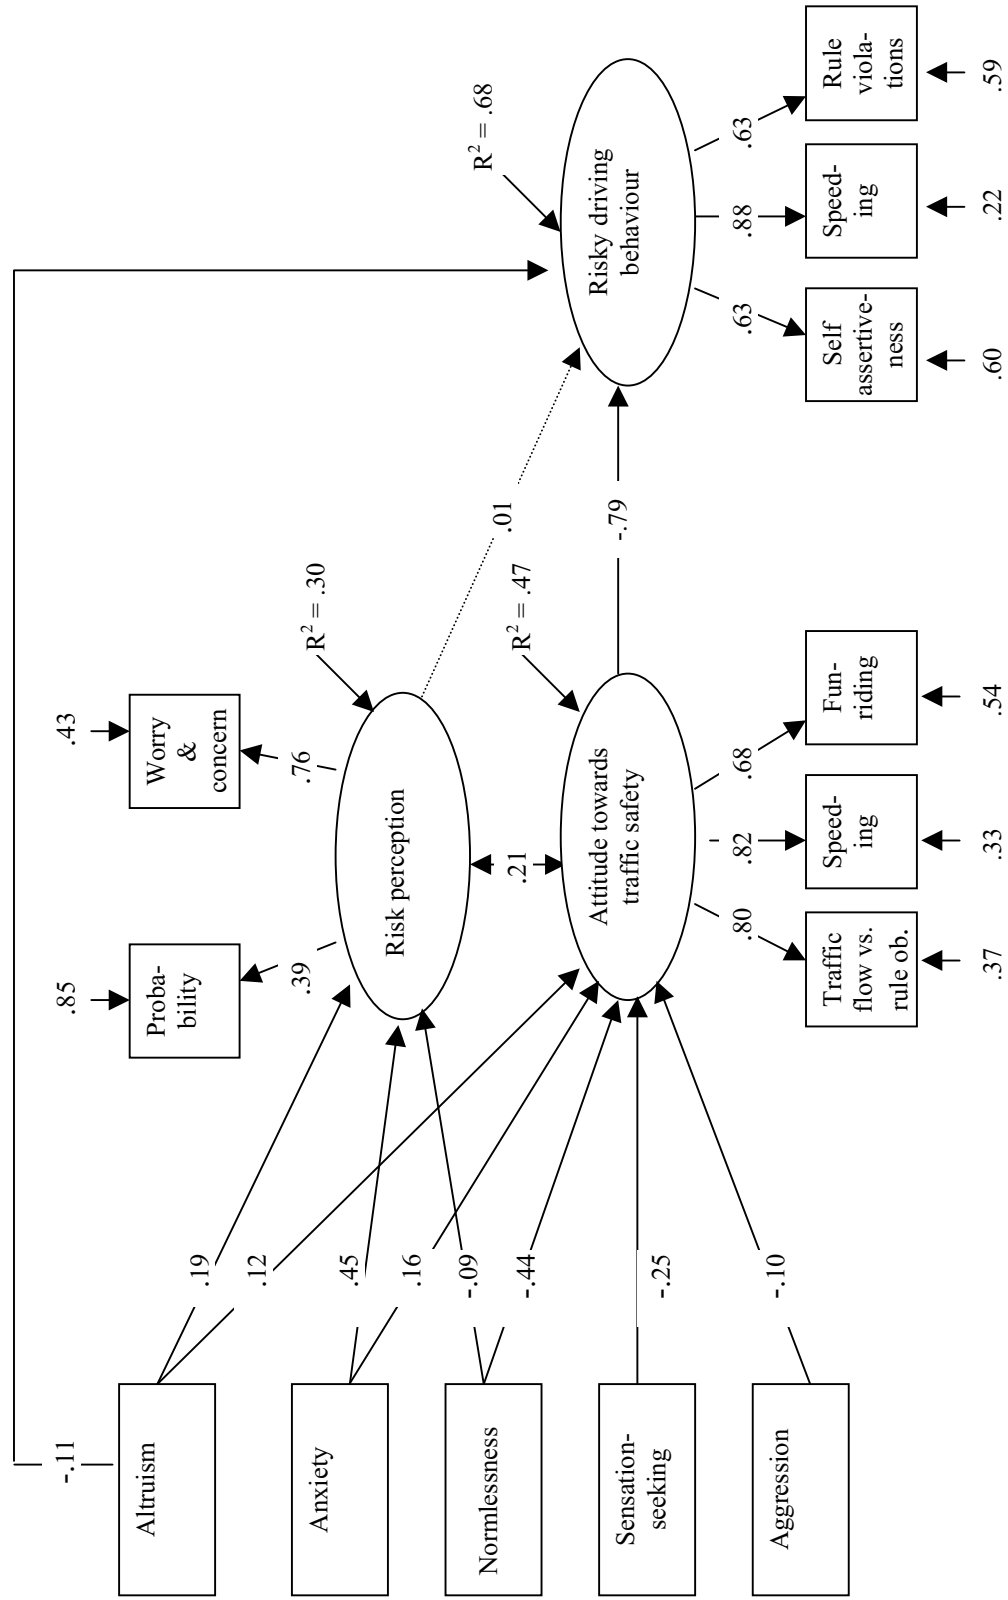 -.11
Altruism
Anxiety
Normlessness
Sensation-
seeking
Aggression
.19
.12
.45
.16
-.09
-.44
-.25
-.10
.85
Proba-
bility
.39
.43
Worry
&
concern
.76
Risk perception
R² = .30
.21
Attitude towards
traffic safety
R² = .47
.80
.82
.68
Traffic
flow vs.
rule ob.
.37
Speed-
ing
.33
Fun-
riding
.54
.01
-.79
R² = .68
Risky driving
behaviour
.63
.88
.63
Self
assertive-
ness
.60
Speed-
ing
.22
Rule
viola-
tions
.59